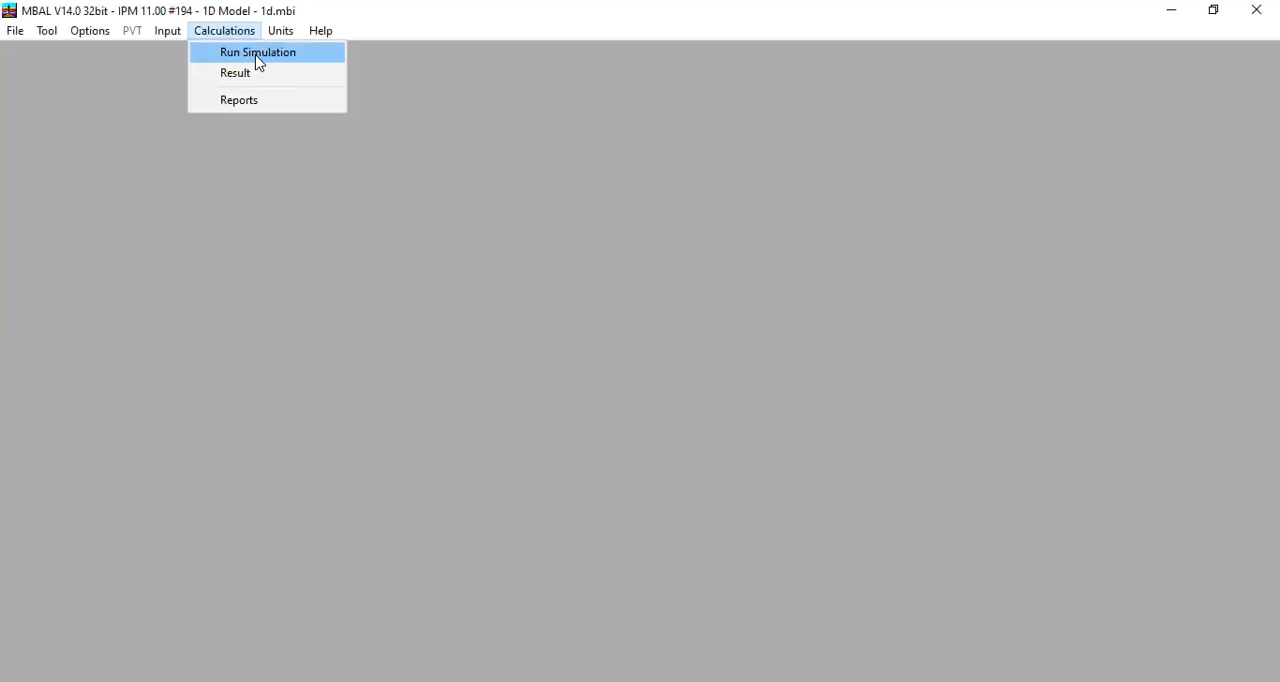 MBAL V14.0 32bit - IPM 11.00 #194 - 1D Model - 1d.mbi
File Tool Options PVT Input Calculations Units Help
Run Simulation
Result
Reports